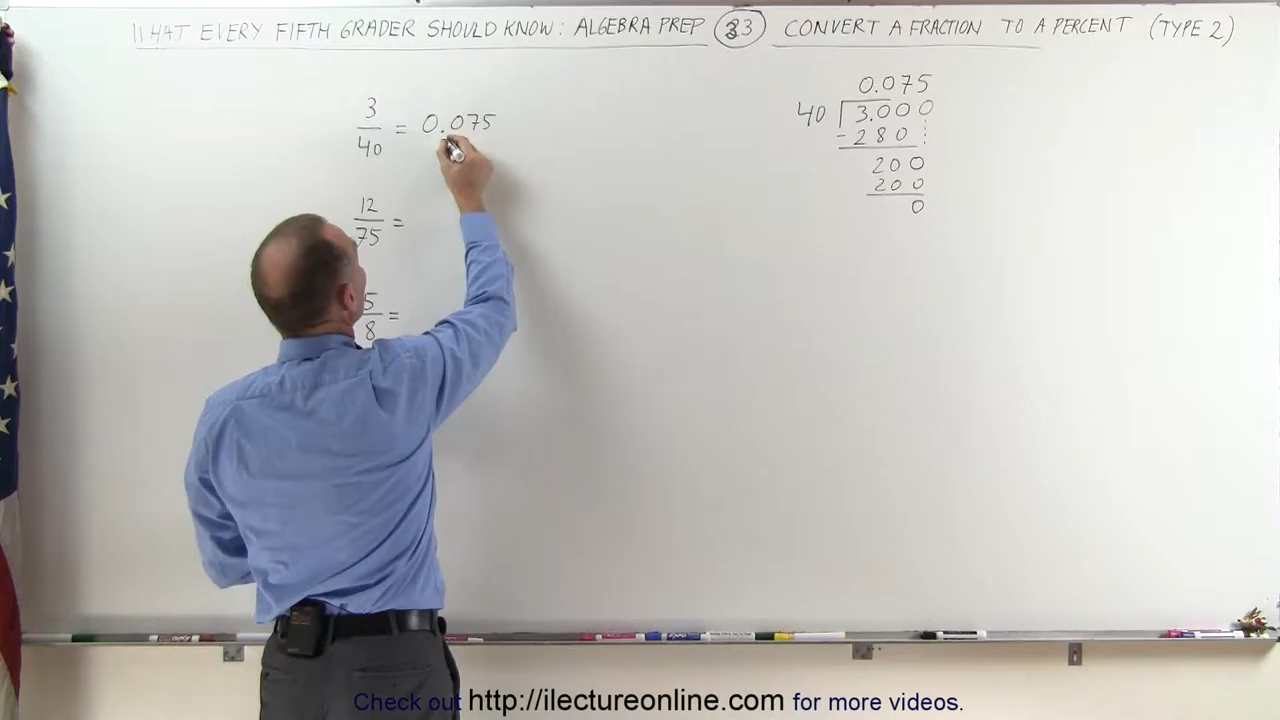 WHAT EVERY FIFTH GRADER SHOULD KNOW: ALGEBRA PREP 33 CONVERT A FRACTION TO A PERCENT (TYPE 2)
3/40 = 0.075
12/75 =
5/8 =
0.075
40 3.000
- 280
200
200
0
Check out http://ilectureonline.com for more videos.